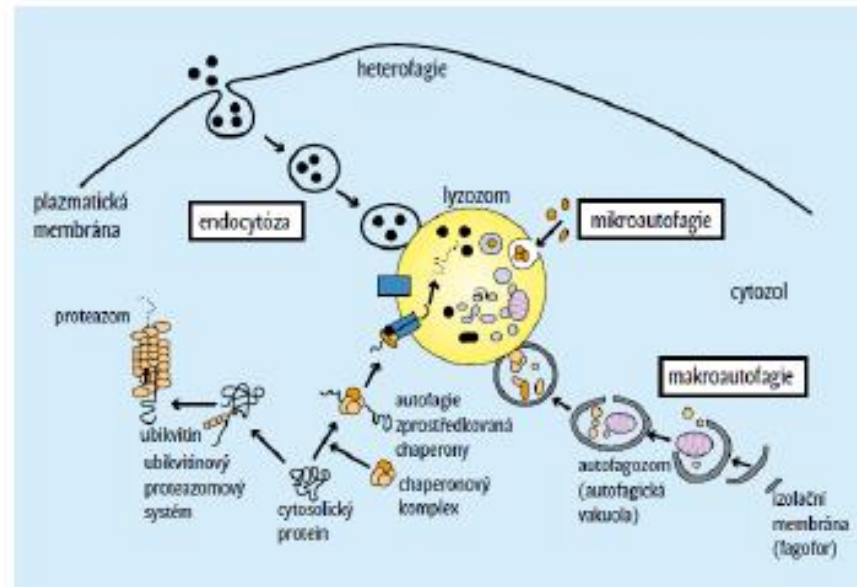 heterofagie
plazmatická
membrána
endocytóza
lyzozom
mikroautofagie
cytozol
proteazom
makroautofagie
autofagie
zprostředkovaná
chaperony
ubikvitin
ubikvitinový
proteazomový
systém
cytosolický
protein
chaperonový
komplex
autofagozom
(autofagická
vakuola)
izolační
membrána
(fagofor)